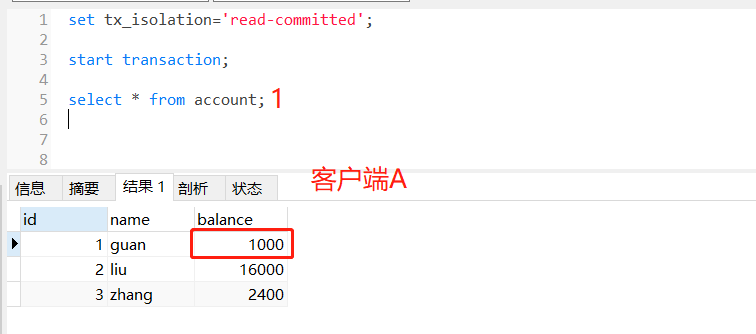 1 set tx_isolation='read-committed';
2
3 start transaction;
4
5 select * from account; 1
6
7
8
信息 摘要 结果 1 剖析 状态
客户端A
id name balance
1 guan 1000
2 liu 16000
3 zhang 2400